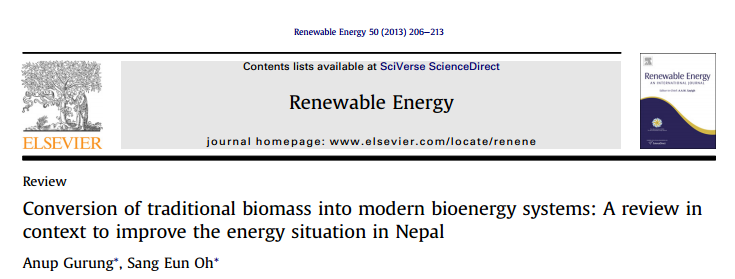 Renewable Energy 50 (2013) 206–213
Contents lists available at SciVerse ScienceDirect
Renewable Energy
journal homepage: www.elsevier.com/locate/renene
ELSEVIER
Renewable Energy
AN INTERNATIONAL JOURNAL
Review
Conversion of traditional biomass into modern bioenergy systems: A review in
context to improve the energy situation in Nepal
Anup Gurung*, Sang Eun Oh*